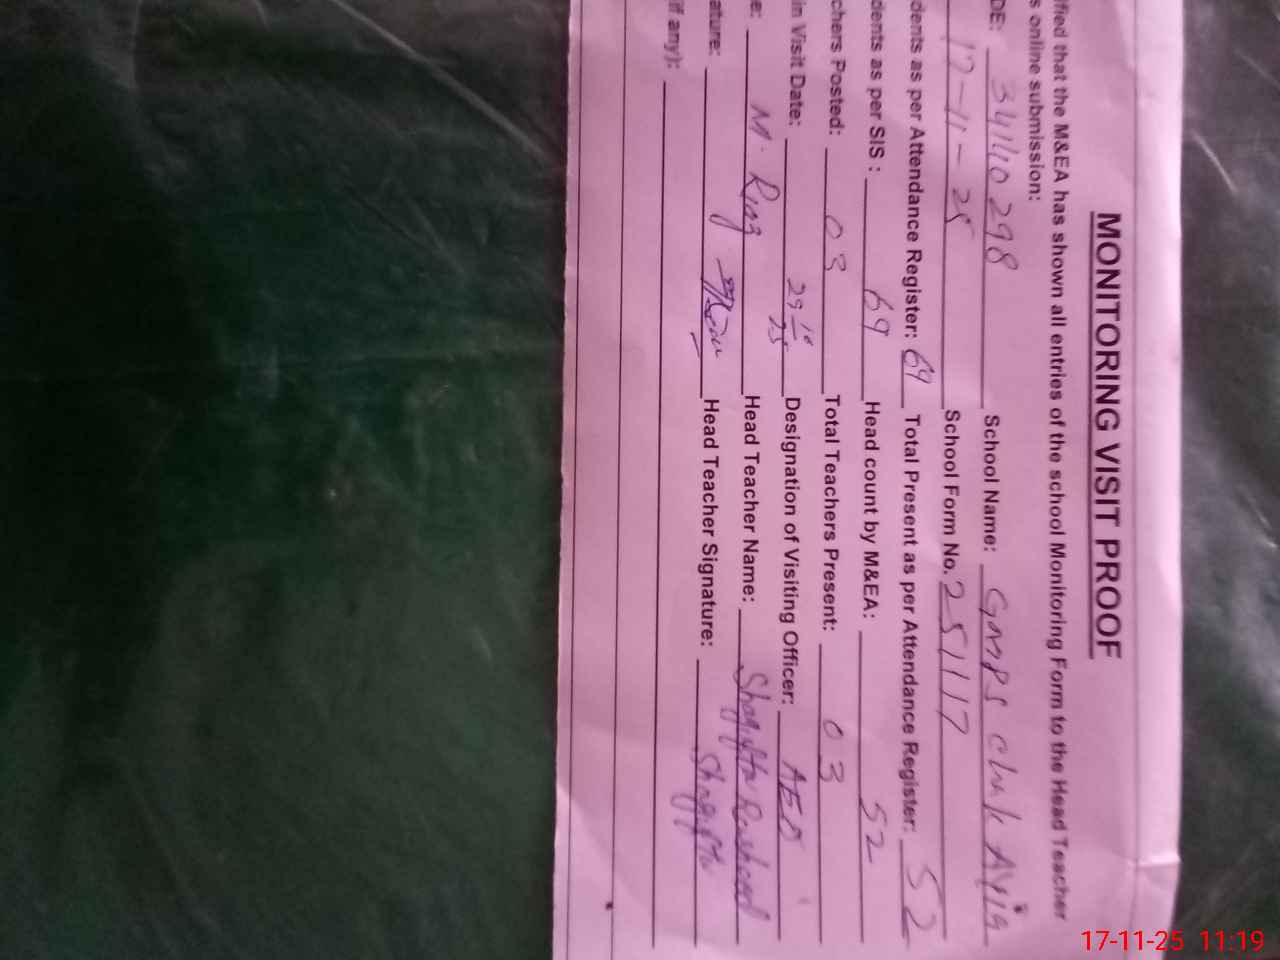 MONITORING VISIT PROOF
ified that the M&EA has shown all entries of the school Monitoring Form to the Head Teacher
s online submission:
DE: 34110298 School Name: GMPS chak
17-11-25 School Form No. 251117
dents as per Attendance Register: 69 Total Present as per Attendance Register: 52
dents as per SIS : 69 Head count by M&EA: 52
chers Posted: 03 Total Teachers Present: 03
in Visit Date: 29 10 25 Designation of Visiting Officer: AEO
e: M. Head Teacher Name: Shagufta Rasheed
ature: Head Teacher Signature: Shagufta
if any):
17-11-25 11:19